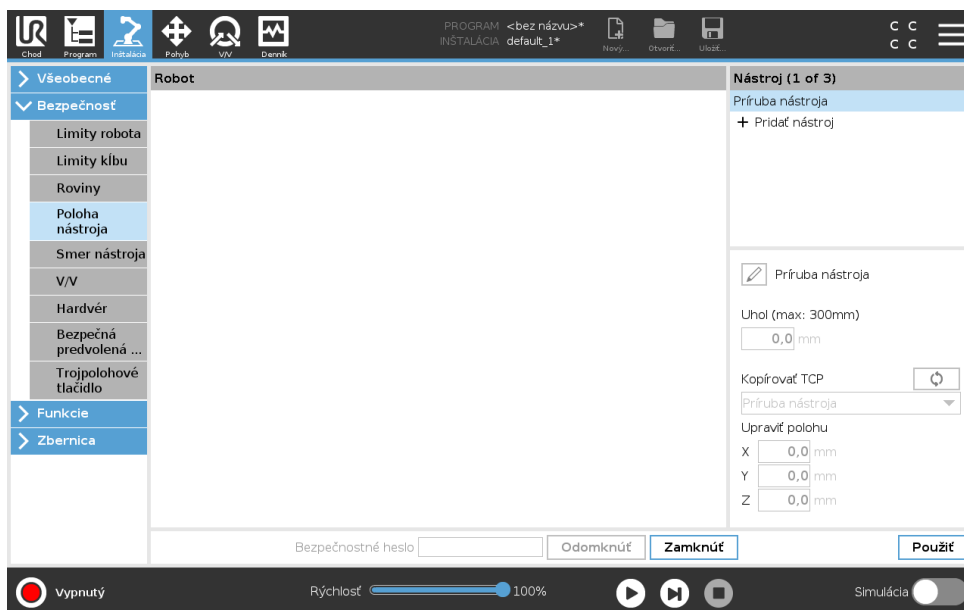 PROGRAM <bez názvu>*
INŠTALÁCIA default_1*
Chod Program Inštalácia Pohyb V/V Denník Nový... Otvoriť... Uložiť...
C C
C C
Všeobecné
Bezpečnosť
Limity robota
Limity kĺbu
Roviny
Poloha
nástroja
Smer nástroja
V/V
Hardvér
Bezpečná
predvolená ...
Trojpolohové
tlačidlo
Funkcie
Zbernica
Robot
Nástroj (1 of 3)
Príruba nástroja
+ Pridať nástroj
Príruba nástroja
Uhol (max: 300mm)
0,0 mm
Kopírovať TCP
Príruba nástroja
Upraviť polohu
X 0,0 mm
Y 0,0 mm
Z 0,0 mm
Bezpečnostné heslo Odomknúť Zamknúť Použiť
Vypnutý Rýchlosť 100% Simulácia